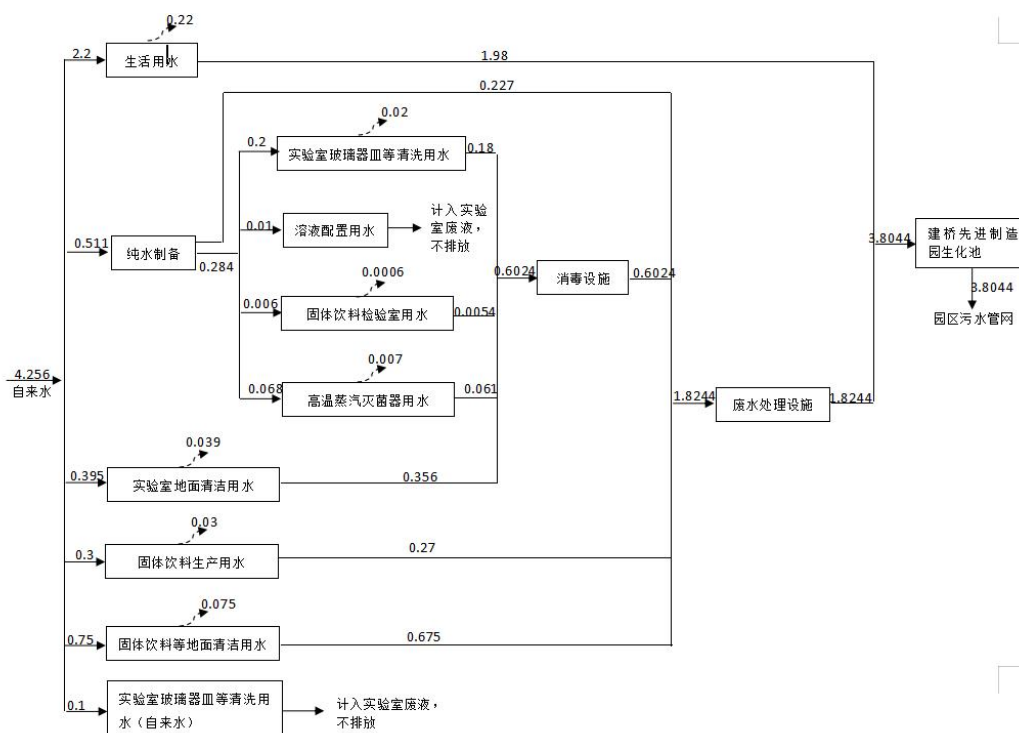 0.22
2.2
生活用水
1.98
0.227
0.02
0.2
实验室玻璃器皿等清洗用水
0.18
计入实验
室废液，
不排放
0.01
溶液配置用水
0.511
纯水制备
0.284
建桥先进制造
园生化池
3.8044
3.8044
园区污水管网
0.6024
消毒设施
0.6024
0.0006
0.006
固体饮料检验室用水
0.0054
0.007
0.068
高温蒸汽灭菌器用水
0.061
4.256
自来水
1.8244
废水处理设施
1.8244
0.039
0.395
实验室地面清洁用水
0.356
0.03
0.3
固体饮料生产用水
0.27
0.075
0.75
固体饮料等地面清洁用水
0.675
0.1
实验室玻璃器皿等清洗用
水（自来水）
计入实验室废液，
不排放